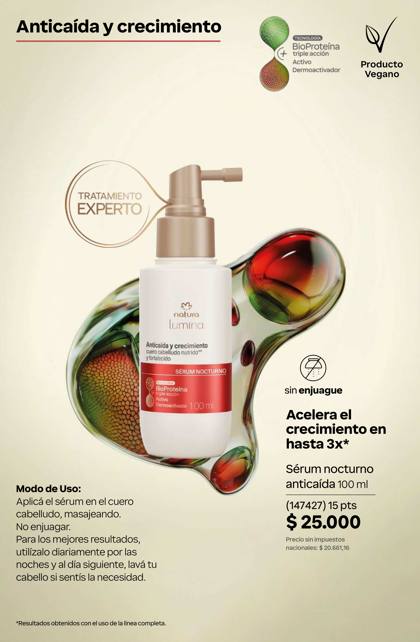 Anticaída y crecimiento
TECNOLOGÍA
BioProteína
triple acción
Activo
Dermoactivador
Producto
Vegano
TRATAMIENTO
EXPERTO
natura
lumina
Anticaída y crecimiento
cuero cabelludo nutrido**
y fortalecido
SÉRUM NOCTURNO
BioProteína
triple acción
Activo
Dermoactivador
100 ml
sin enjuague
Acelera el
crecimiento en
hasta 3x*
Sérum nocturno
anticaída 100 ml
(147427) 15 pts
$ 25.000
Precio sin impuestos
nacionales: $ 20.661,16
Modo de Uso:
Aplicá el sérum en el cuero
cabelludo, masajeando.
No enjuagar.
Para los mejores resultados,
utilízalo diariamente por las
noches y al día siguiente, lavá tu
cabello si sentís la necesidad.
*Resultados obtenidos con el uso de la línea completa.